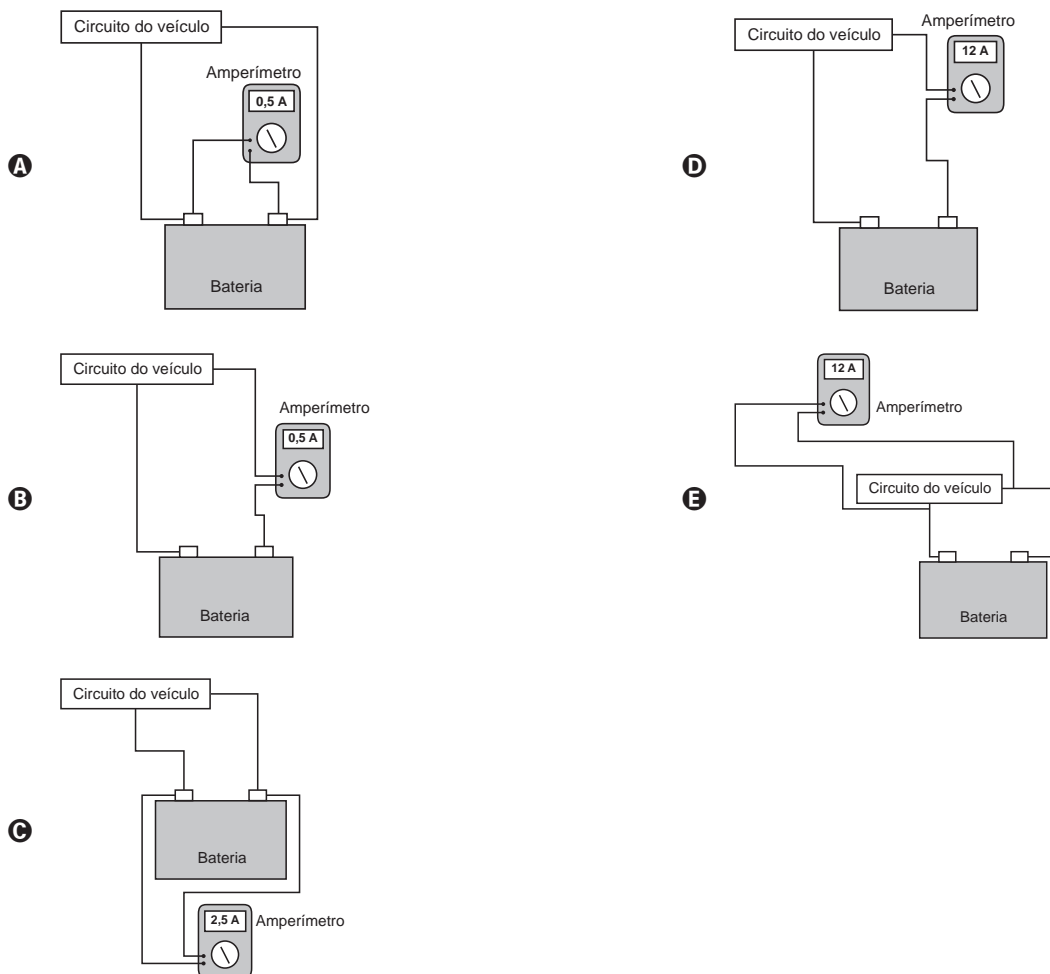 A
Circuito do veículo
Amperímetro
0,5 A
Bateria
B
Circuito do veículo
Amperímetro
0,5 A
Bateria
C
Circuito do veículo
Bateria
2,5 A
Amperímetro
D
Circuito do veículo
Amperímetro
12 A
Bateria
E
12 A
Amperímetro
Circuito do veículo
Bateria